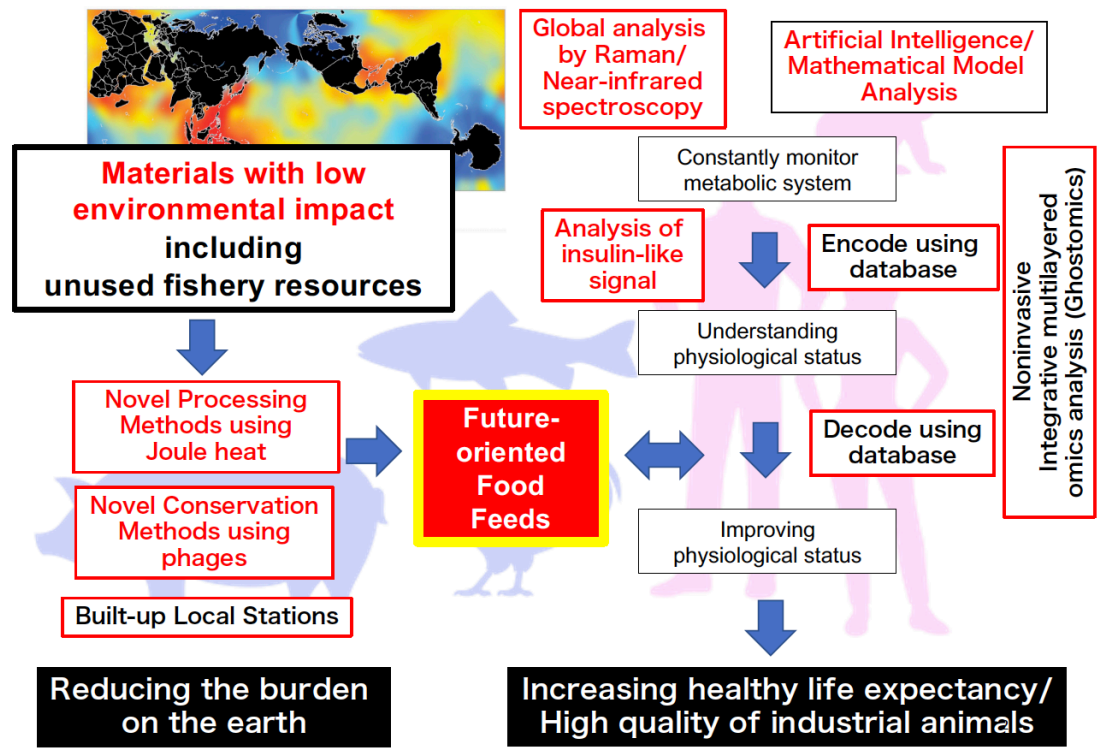 Global analysis
by Raman/
Near-infrared
spectroscopy
Artificial Intelligence/
Mathematical Model
Analysis
Materials with low
environmental impact
including
unused fishery resources
Constantly monitor
metabolic system
Analysis of
insulin-like
signal
Encode using
database
Noninvasive
Integrative multilayered
omics analysis (Ghostomics)
Understanding
physiological status
Novel Processing
Methods using
Joule heat
Future-
oriented
Food
Feeds
Decode using
database
Novel Conservation
Methods using
phages
Improving
physiological status
Built-up Local Stations
Reducing the burden
on the earth
Increasing healthy life expectancy/
High quality of industrial animals